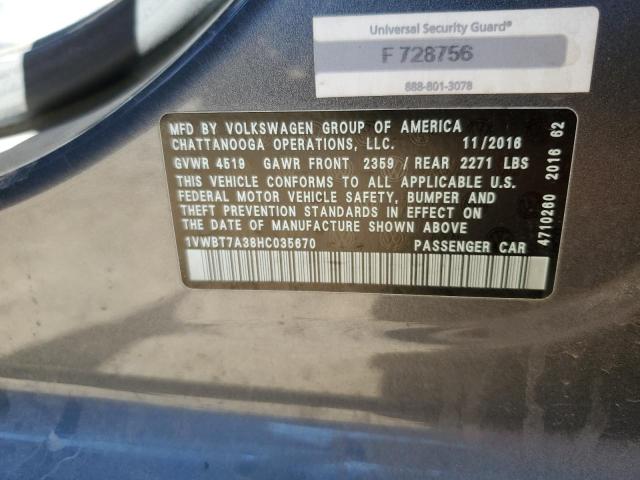 Universal Security Guard®
F 728756
888-801-3078
MFD BY VOLKSWAGEN GROUP OF AMERICA
CHATTANOOGA OPERATIONS, LLC. 11/2016
GVWR 4519 GAWR FRONT 2359 / REAR 2271 LBS
THIS VEHICLE CONFORMS TO ALL APPLICABLE U.S.
FEDERAL MOTOR VEHICLE SAFETY, BUMPER AND
THEFT PREVENTION STANDARDS IN EFFECT ON
THE DATE OF MANUFACTURE SHOWN ABOVE
1VWBT7A38HC035670 PASSENGER CAR
4710260 2016 62